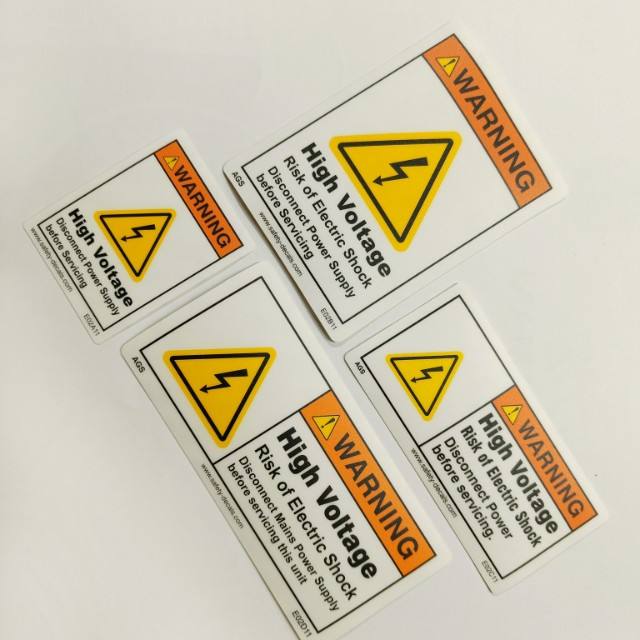 WARNING
High Voltage
Disconnect Power Supply
before Servicing
www.safety-decals.com
E02A11
WARNING
High Voltage
Risk of Electric Shock
Disconnect Power Supply
before Servicing
AGS
www.safety-decals.com
E02B11
AGS
WARNING
High Voltage
Risk of Electric Shock
Disconnect Mains Power Supply
before servicing this unit
www.safety-decals.com
E02D11
AGS
WARNING
High Voltage
Risk of Electric Shock
Disconnect Power
before servicing.
www.safety-decals.com
E02C11